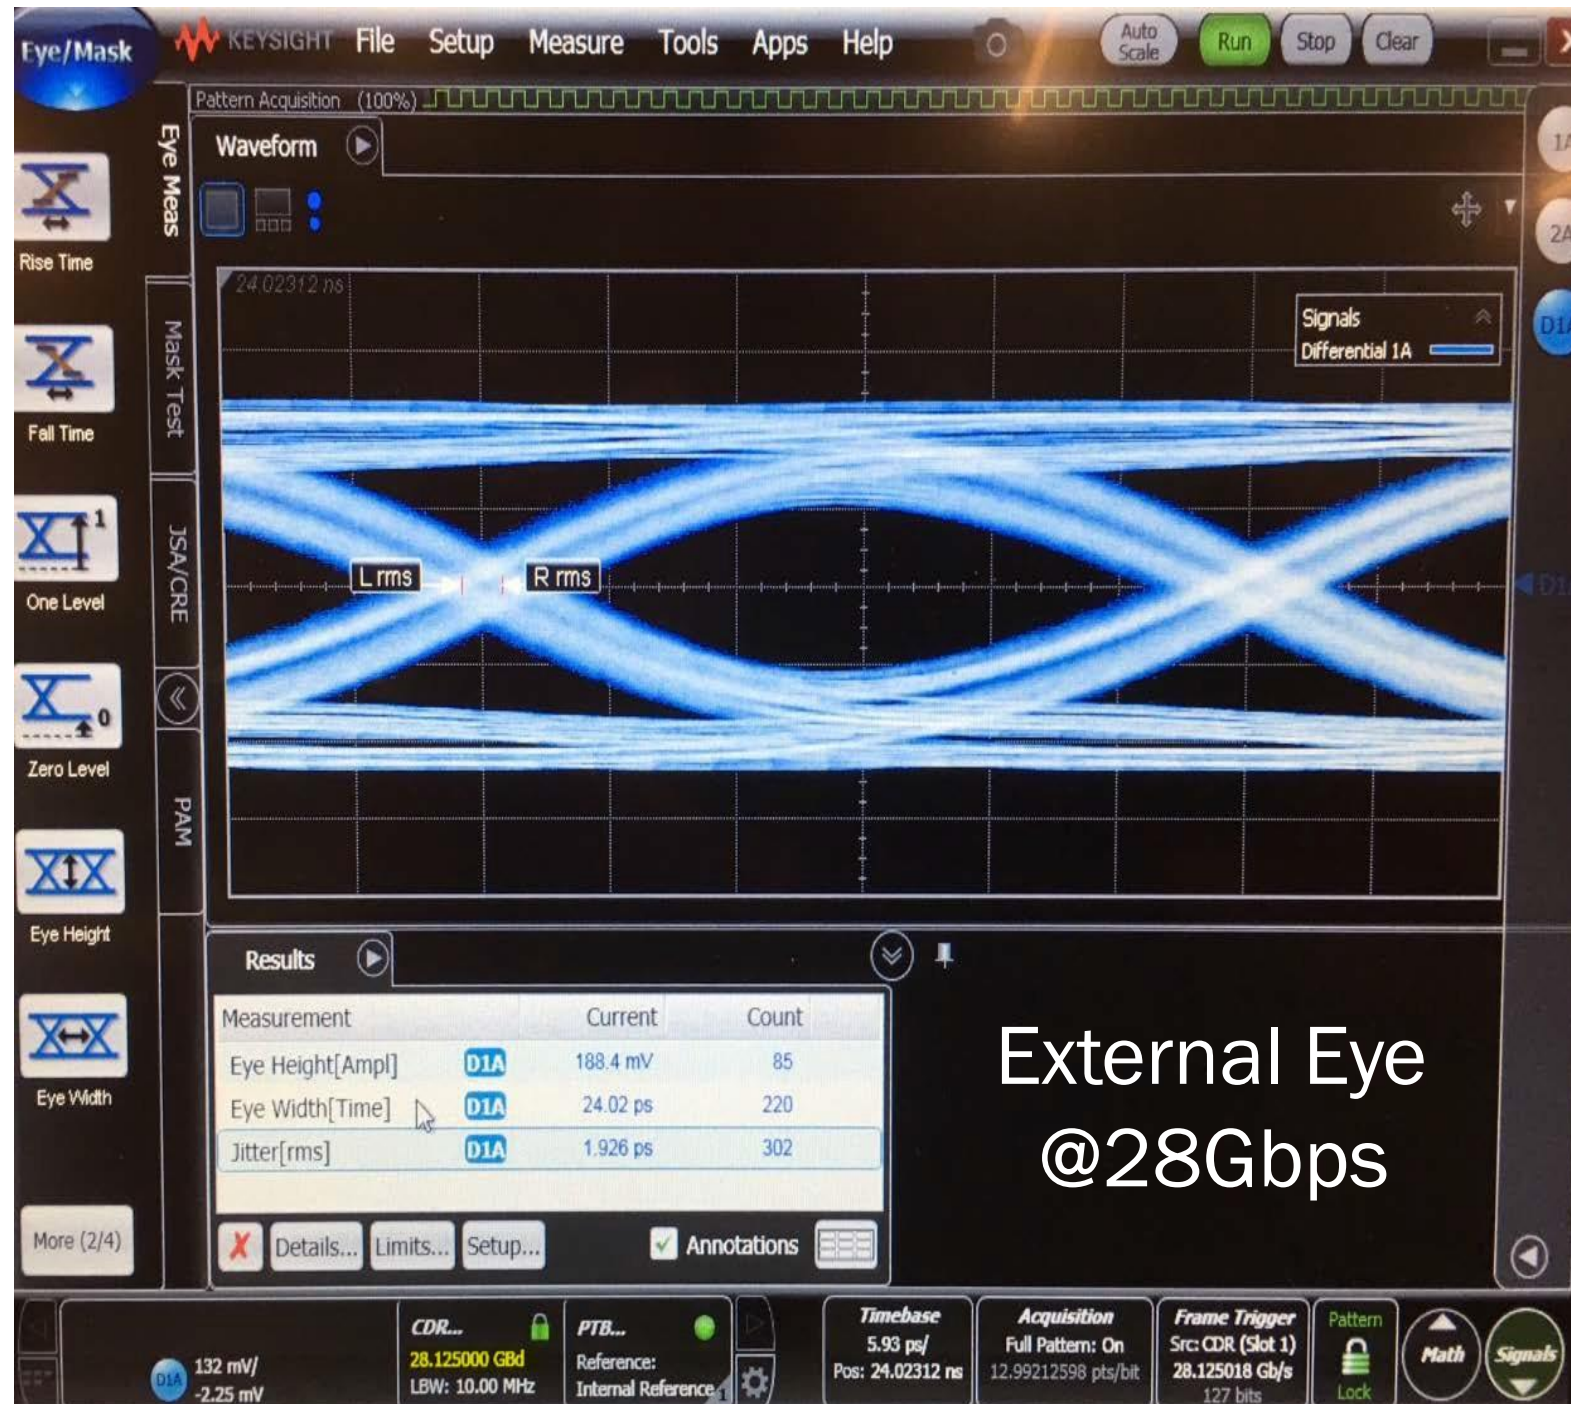 Eye/Mask
KEYSIGHT File Setup Measure Tools Apps Help
Auto Scale
Run
Stop
Clear
Pattern Acquisition (100%)
Waveform
Eye Meas
Mask Test
JSA/CRE
PAM
Rise Time
Fall Time
1
One Level
0
Zero Level
Eye Height
Eye Width
More (2/4)
24.02312 ns
Signals
Differential 1A
1A
2A
L rms
R rms
Results
Measurement Current Count
Eye Height[Ampl] D1A 188.4 mV 85
Eye Width[Time] D1A 24.02 ps 220
Jitter[rms] D1A 1.926 ps 302
Details... Limits... Setup... Annotations
External Eye
@28Gbps
D1A
132 mV/
-2.25 mV
CDR...
28.125000 GBd
LBW: 10.00 MHz
PTB...
Reference:
Internal Reference
1
Timebase
5.93 ps/
Pos: 24.02312 ns
Acquisition
Full Pattern: On
12.99212598 pts/bit
Frame Trigger
Src: CDR (Slot 1)
28.125018 Gb/s
127 bits
Pattern
Lock
Math
Signals